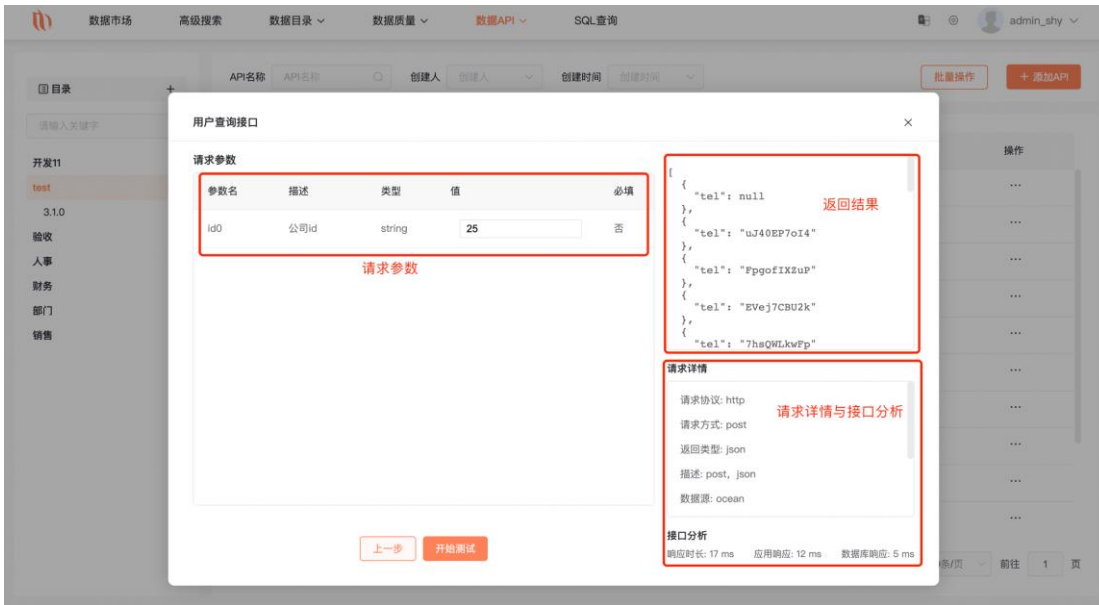 数据市场 高级搜索 数据目录 数据质量 数据API SQL查询 admin_shy
目录 +
API名称 API名称 创建人 创建人 创建时间 创建时间 批量操作 + 添加API
请输入关键字
开发11
test
3.1.0
验收
人事
财务
部门
销售
操作
...
...
...
...
...
...
...
...
...
...
条/页 前往 1 页
用户查询接口 ×
请求参数
参数名 描述 类型 值 必填
id0 公司id string 25 否
请求参数
上一步 开始测试
[
{
"tel": null
},
{
"tel": "uJ40EP7oI4"
},
{
"tel": "FpgofIXZuP"
},
{
"tel": "EVej7CBU2k"
},
{
"tel": "7hsQWLkwFp"
返回结果
请求详情
请求协议: http
请求方式: post
返回类型: json
描述: post, json
数据源: ocean
请求详情与接口分析
接口分析
响应时长: 17 ms 应用响应: 12 ms 数据库响应: 5 ms